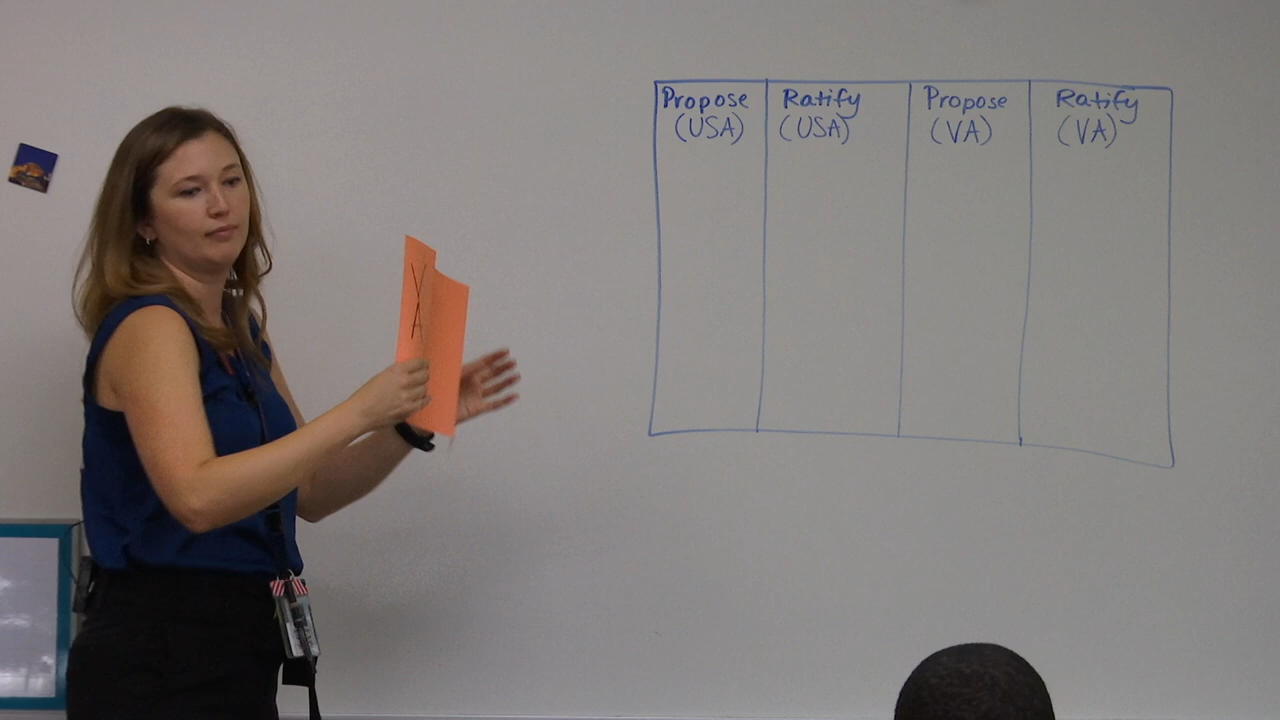 Propose
(USA)
Ratify
(USA)
Propose
(VA)
Ratify
(VA)